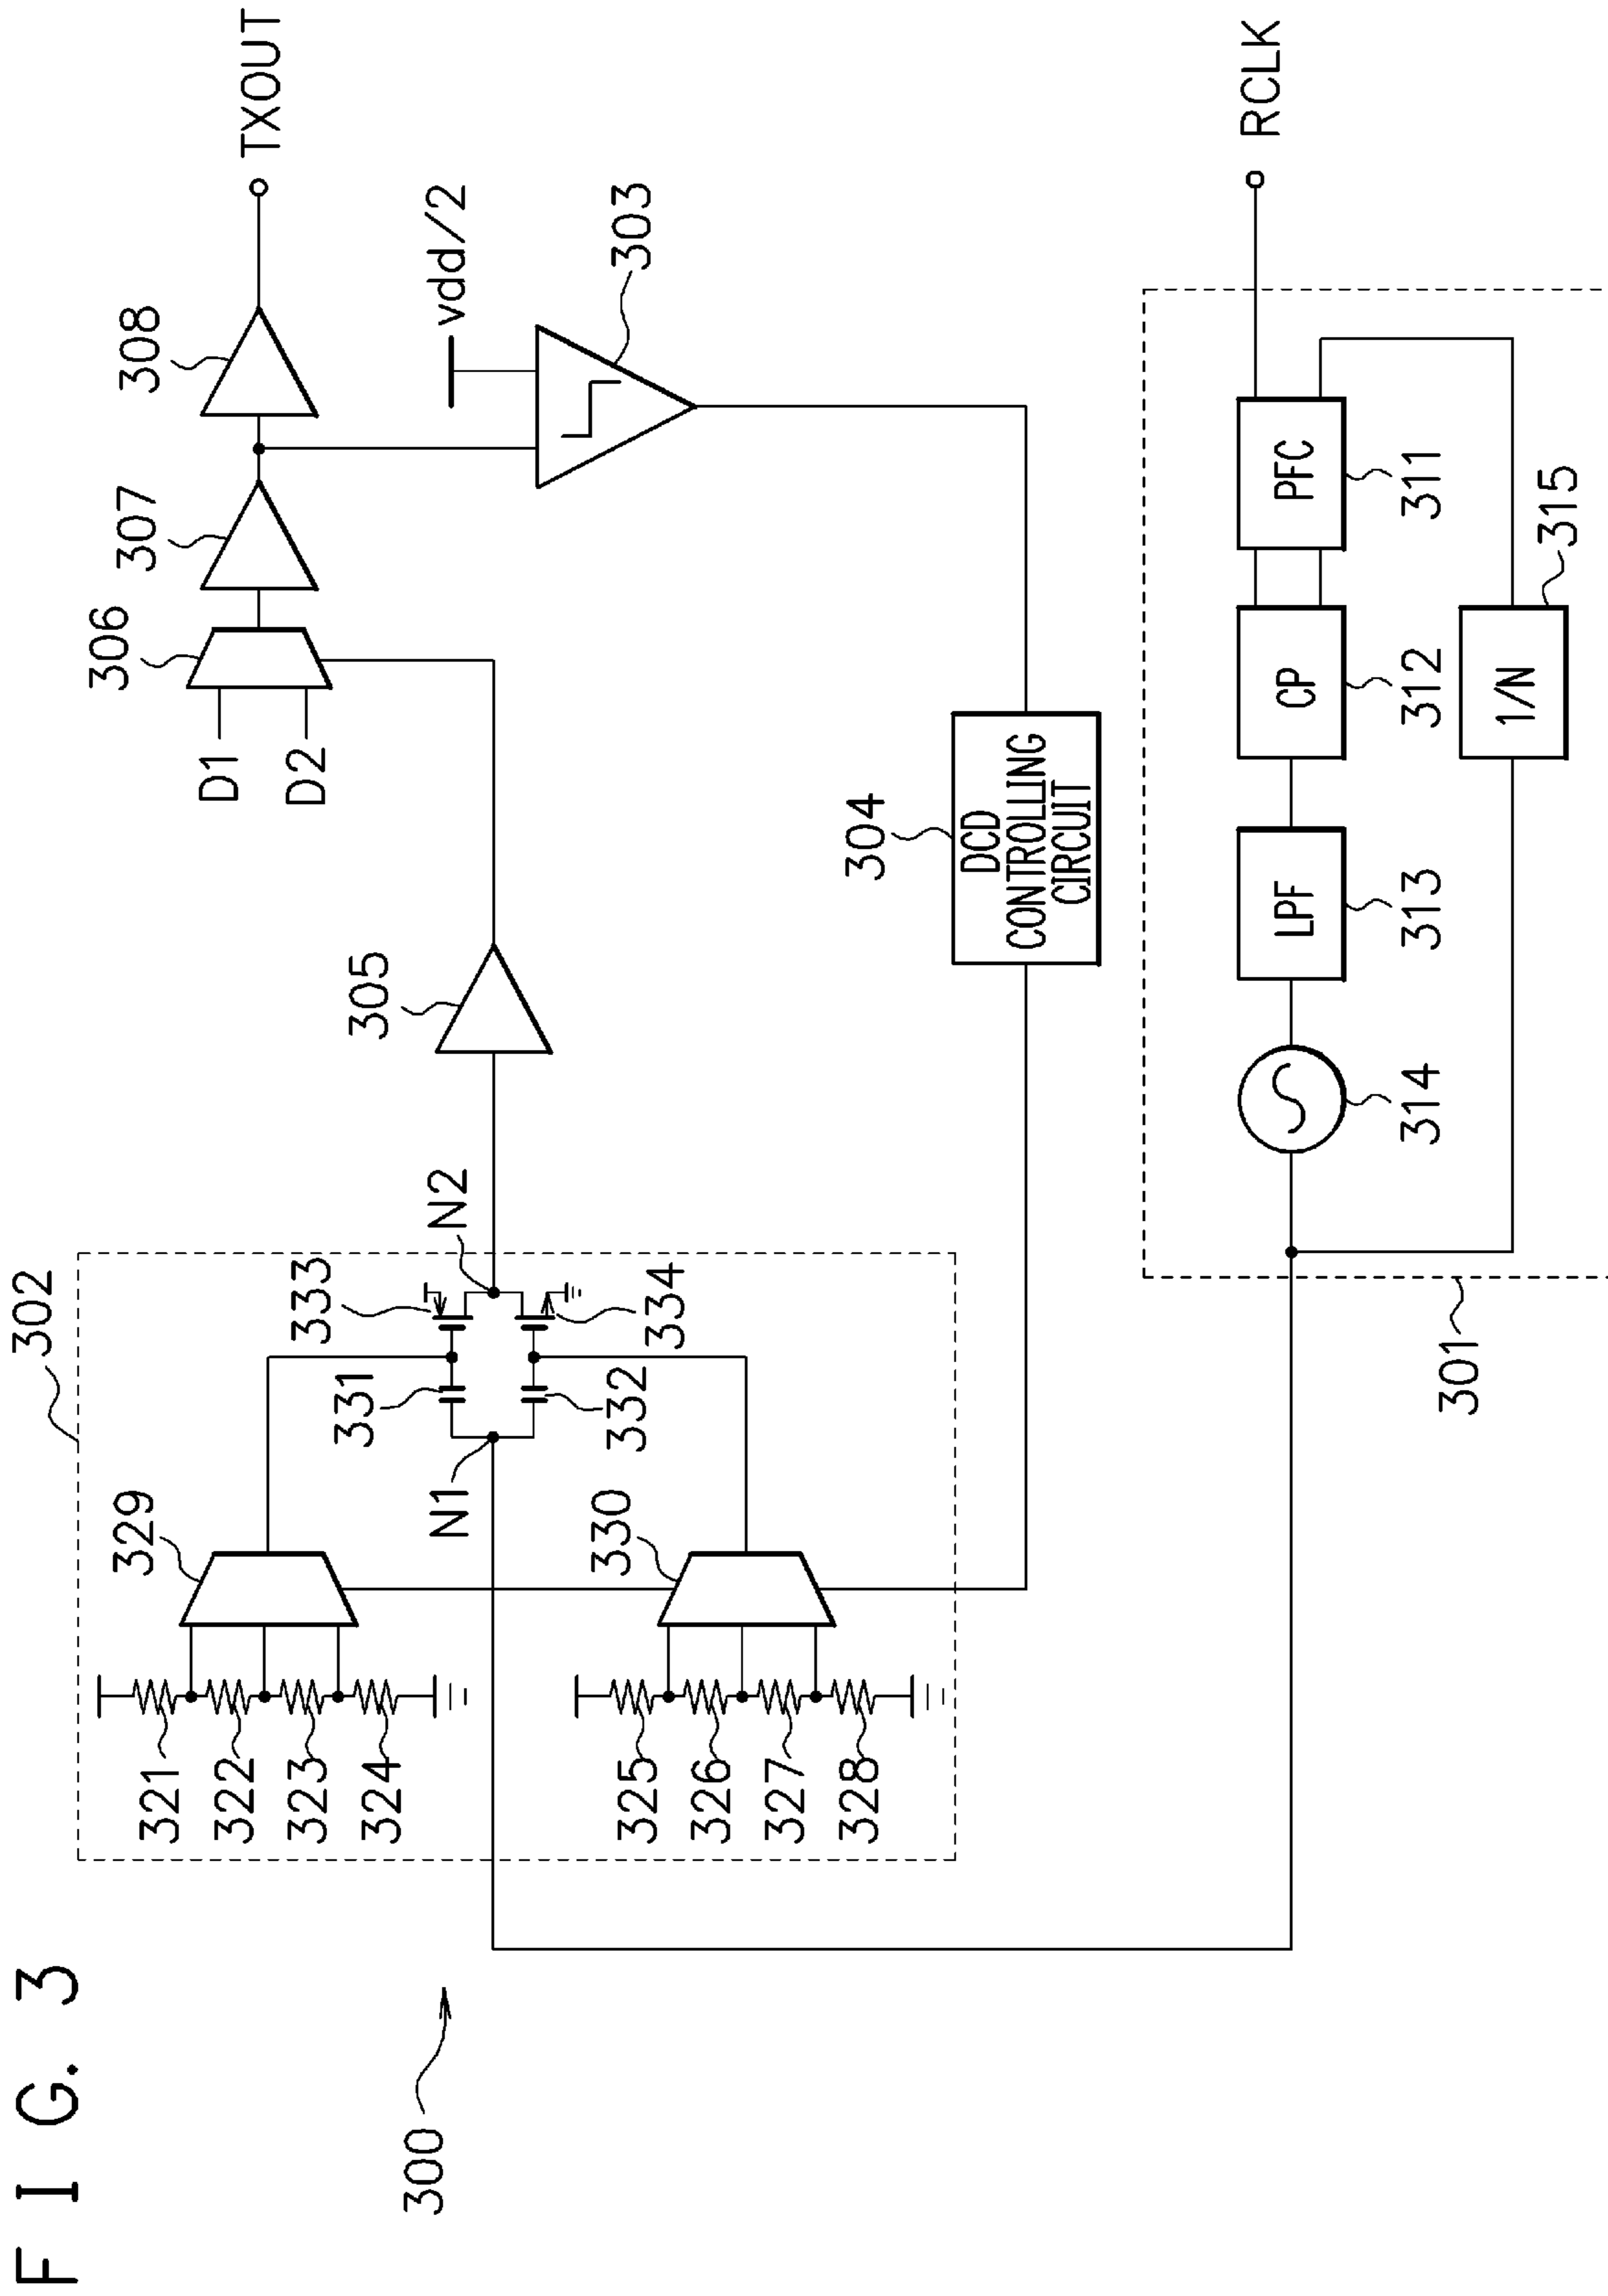 FIG. 3
300
302
321
322
323
324
329
325
326
327
328
330
N1
331
332
333
334
N2
305
D1
D2
306
307
308
TXOUT
vdd/2
303
304
DCD
CONTROLLING
CIRCUIT
301
314
LPF
313
CP
312
PFC
311
1/N
315
RCLK